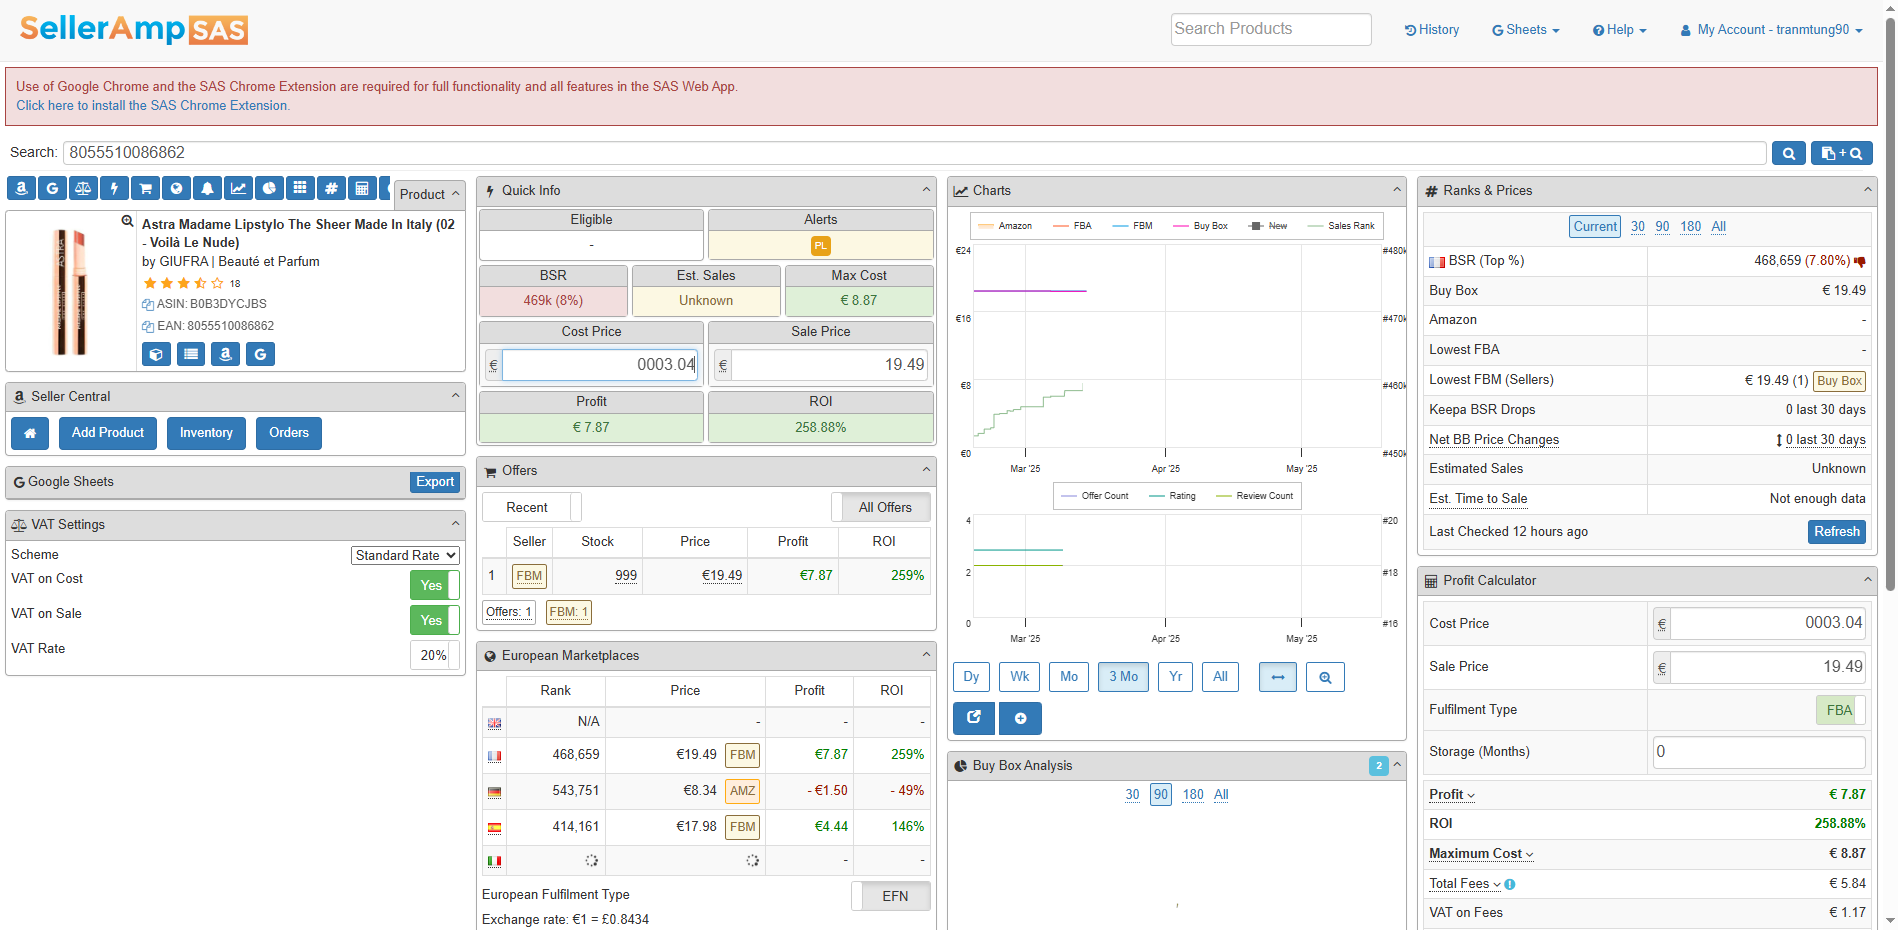 SellerAmp SAS
Search Products
History
Sheets
Help
My Account - tranmtung90
Use of Google Chrome and the SAS Chrome Extension are required for full functionality and all features in the SAS Web App.
Click here to install the SAS Chrome Extension.
Search: 8055510086862
+
Product
Astra Madame Lipstylo The Sheer Made In Italy (02
- Voilà Le Nude)
by GIUFRA | Beauté et Parfum
18
ASIN: B0B3DYCJBS
EAN: 8055510086862
Seller Central
Add Product Inventory Orders
Google Sheets Export
VAT Settings
Scheme Standard Rate
VAT on Cost Yes
VAT on Sale Yes
VAT Rate 20%
Quick Info
Eligible Alerts
- PL
BSR Est. Sales Max Cost
469k (8%) Unknown € 8.87
Cost Price Sale Price
€ 0003.04 € 19.49
Profit ROI
€ 7.87 258.88%
Offers
Recent All Offers
Seller Stock Price Profit ROI
1 FBM 999 €19.49 €7.87 259%
Offers: 1 FBM: 1
European Marketplaces
Rank Price Profit ROI
N/A - - -
468,659 €19.49 FBM €7.87 259%
543,751 €8.34 AMZ - €1.50 - 49%
414,161 €17.98 FBM €4.44 146%
- -
European Fulfilment Type EFN
Exchange rate: €1 = £0.8434
Charts
Amazon FBA FBM Buy Box New Sales Rank
€24 #480k
€16 #470k
€8 #460k
€0 #450k
Mar '25 Apr '25 May '25
Offer Count Rating Review Count
4 #20
2 #18
0 #16
Mar '25 Apr '25 May '25
Dy Wk Mo 3 Mo Yr All
Buy Box Analysis 2
30 90 180 All
Ranks & Prices
Current 30 90 180 All
BSR (Top %) 468,659 (7.80%)
Buy Box € 19.49
Amazon -
Lowest FBA -
Lowest FBM (Sellers) € 19.49 (1) Buy Box
Keepa BSR Drops 0 last 30 days
Net BB Price Changes 0 last 30 days
Estimated Sales Unknown
Est. Time to Sale Not enough data
Last Checked 12 hours ago Refresh
Profit Calculator
Cost Price € 0003.04
Sale Price € 19.49
Fulfilment Type FBA
Storage (Months) 0
Profit € 7.87
ROI 258.88%
Maximum Cost € 8.87
Total Fees € 5.84
VAT on Fees € 1.17